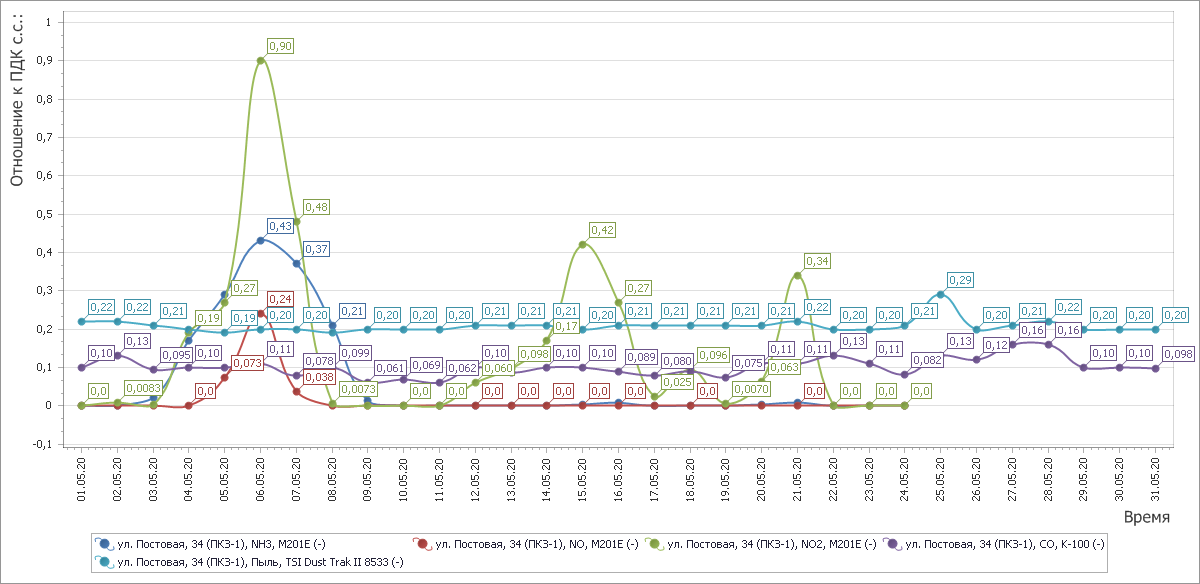 Отношение к ПДК с.с.:
1
0,9
0,8
0,7
0,6
0,5
0,4
0,3
0,2
0,1
0
-0,1
0,90
0,48
0,43
0,42
0,37
0,34
0,27
0,27
0,29
0,24
0,22 0,22 0,21 0,19 0,19 0,20 0,20 0,21 0,20 0,20 0,20 0,21 0,21 0,21 0,20 0,21 0,21 0,21 0,20 0,20 0,22 0,20 0,20 0,21 0,20 0,21 0,22 0,20 0,20 0,20
0,17
0,10 0,13 0,095 0,10 0,073 0,11 0,078 0,099 0,061 0,069 0,062 0,10 0,098 0,10 0,10 0,089 0,080 0,096 0,075 0,11 0,11 0,13 0,11 0,082 0,13 0,12 0,16 0,16 0,10 0,10 0,098
0,038 0,060 0,025 0,063
0,0 0,0083 0,0 0,0073 0,0 0,0 0,0 0,0 0,0 0,0 0,0 0,0 0,0070 0,0 0,0 0,0 0,0
01.05.20 02.05.20 03.05.20 04.05.20 05.05.20 06.05.20 07.05.20 08.05.20 09.05.20 10.05.20 11.05.20 12.05.20 13.05.20 14.05.20 15.05.20 16.05.20 17.05.20 18.05.20 19.05.20 20.05.20 21.05.20 22.05.20 23.05.20 24.05.20 25.05.20 26.05.20 27.05.20 28.05.20 29.05.20 30.05.20 31.05.20
Время
ул. Постовая, 34 (ПКЗ-1), NH3, M201E (-) ул. Постовая, 34 (ПКЗ-1), NO, M201E (-) ул. Постовая, 34 (ПКЗ-1), NO2, M201E (-) ул. Постовая, 34 (ПКЗ-1), CO, K-100 (-)
ул. Постовая, 34 (ПКЗ-1), Пыль, TSI Dust Trak II 8533 (-)